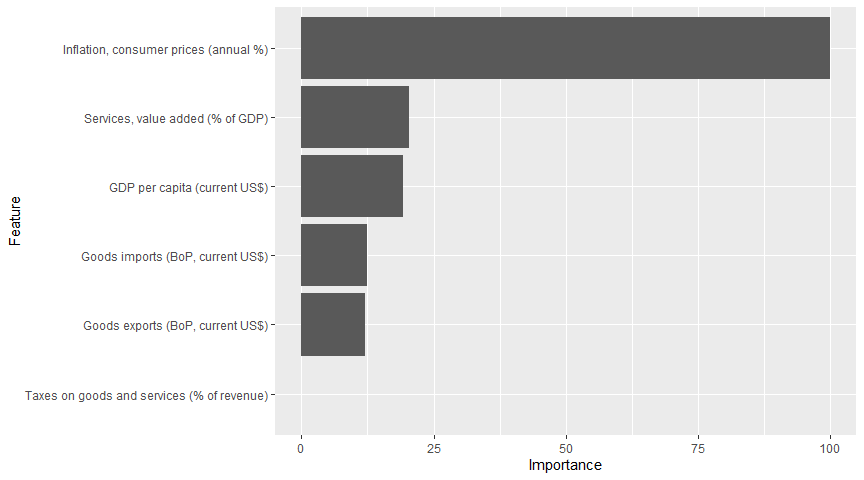 Inflation, consumer prices (annual %)
Services, value added (% of GDP)
GDP per capita (current US$)
Goods imports (BoP, current US$)
Goods exports (BoP, current US$)
Taxes on goods and services (% of revenue)
Feature
0 25 50 75 100
Importance